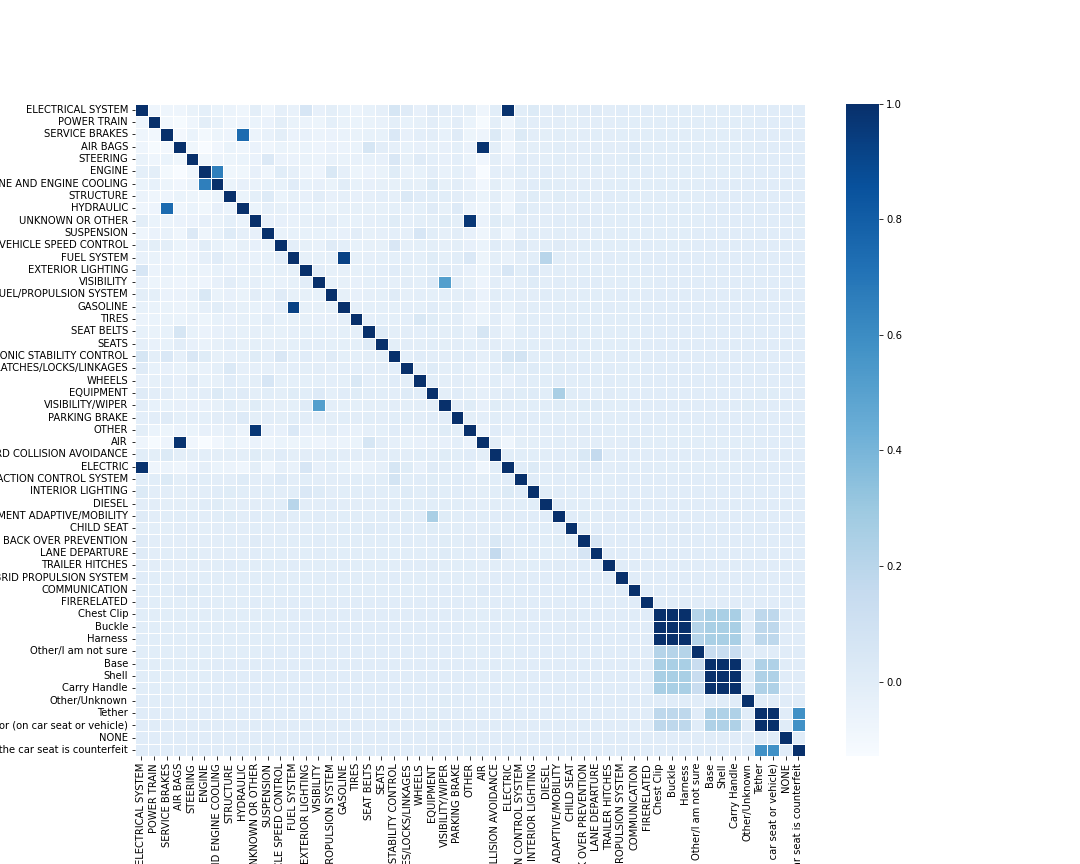 ELECTRICAL SYSTEM
POWER TRAIN
SERVICE BRAKES
AIR BAGS
STEERING
ENGINE
NE AND ENGINE COOLING
STRUCTURE
HYDRAULIC
UNKNOWN OR OTHER
SUSPENSION
VEHICLE SPEED CONTROL
FUEL SYSTEM
EXTERIOR LIGHTING
VISIBILITY
UEL/PROPULSION SYSTEM
GASOLINE
TIRES
SEAT BELTS
SEATS
ONIC STABILITY CONTROL
ATCHES/LOCKS/LINKAGES
WHEELS
EQUIPMENT
VISIBILITY/WIPER
PARKING BRAKE
OTHER
AIR
RD COLLISION AVOIDANCE
ELECTRIC
ACTION CONTROL SYSTEM
INTERIOR LIGHTING
DIESEL
MENT ADAPTIVE/MOBILITY
CHILD SEAT
BACK OVER PREVENTION
LANE DEPARTURE
TRAILER HITCHES
BRID PROPULSION SYSTEM
COMMUNICATION
FIRERELATED
Chest Clip
Buckle
Harness
Other/I am not sure
Base
Shell
Carry Handle
Other/Unknown
Tether
or (on car seat or vehicle)
NONE
the car seat is counterfeit
1.0
0.8
0.6
0.4
0.2
0.0
ELECTRICAL SYSTEM
POWER TRAIN
SERVICE BRAKES
AIR BAGS
STEERING
ENGINE
ND ENGINE COOLING
STRUCTURE
HYDRAULIC
NKNOWN OR OTHER
SUSPENSION
LE SPEED CONTROL
FUEL SYSTEM
EXTERIOR LIGHTING
VISIBILITY
ROPULSION SYSTEM
GASOLINE
TIRES
SEAT BELTS
SEATS
STABILITY CONTROL
ES/LOCKS/LINKAGES
WHEELS
EQUIPMENT
VISIBILITY/WIPER
PARKING BRAKE
OTHER
AIR
LLISION AVOIDANCE
ELECTRIC
N CONTROL SYSTEM
INTERIOR LIGHTING
DIESEL
ADAPTIVE/MOBILITY
CHILD SEAT
OVER PREVENTION
LANE DEPARTURE
TRAILER HITCHES
ROPULSION SYSTEM
COMMUNICATION
FIRERELATED
Chest Clip
Buckle
Harness
Other/I am not sure
Base
Shell
Carry Handle
Other/Unknown
Tether
car seat or vehicle)
NONE
r seat is counterfeit